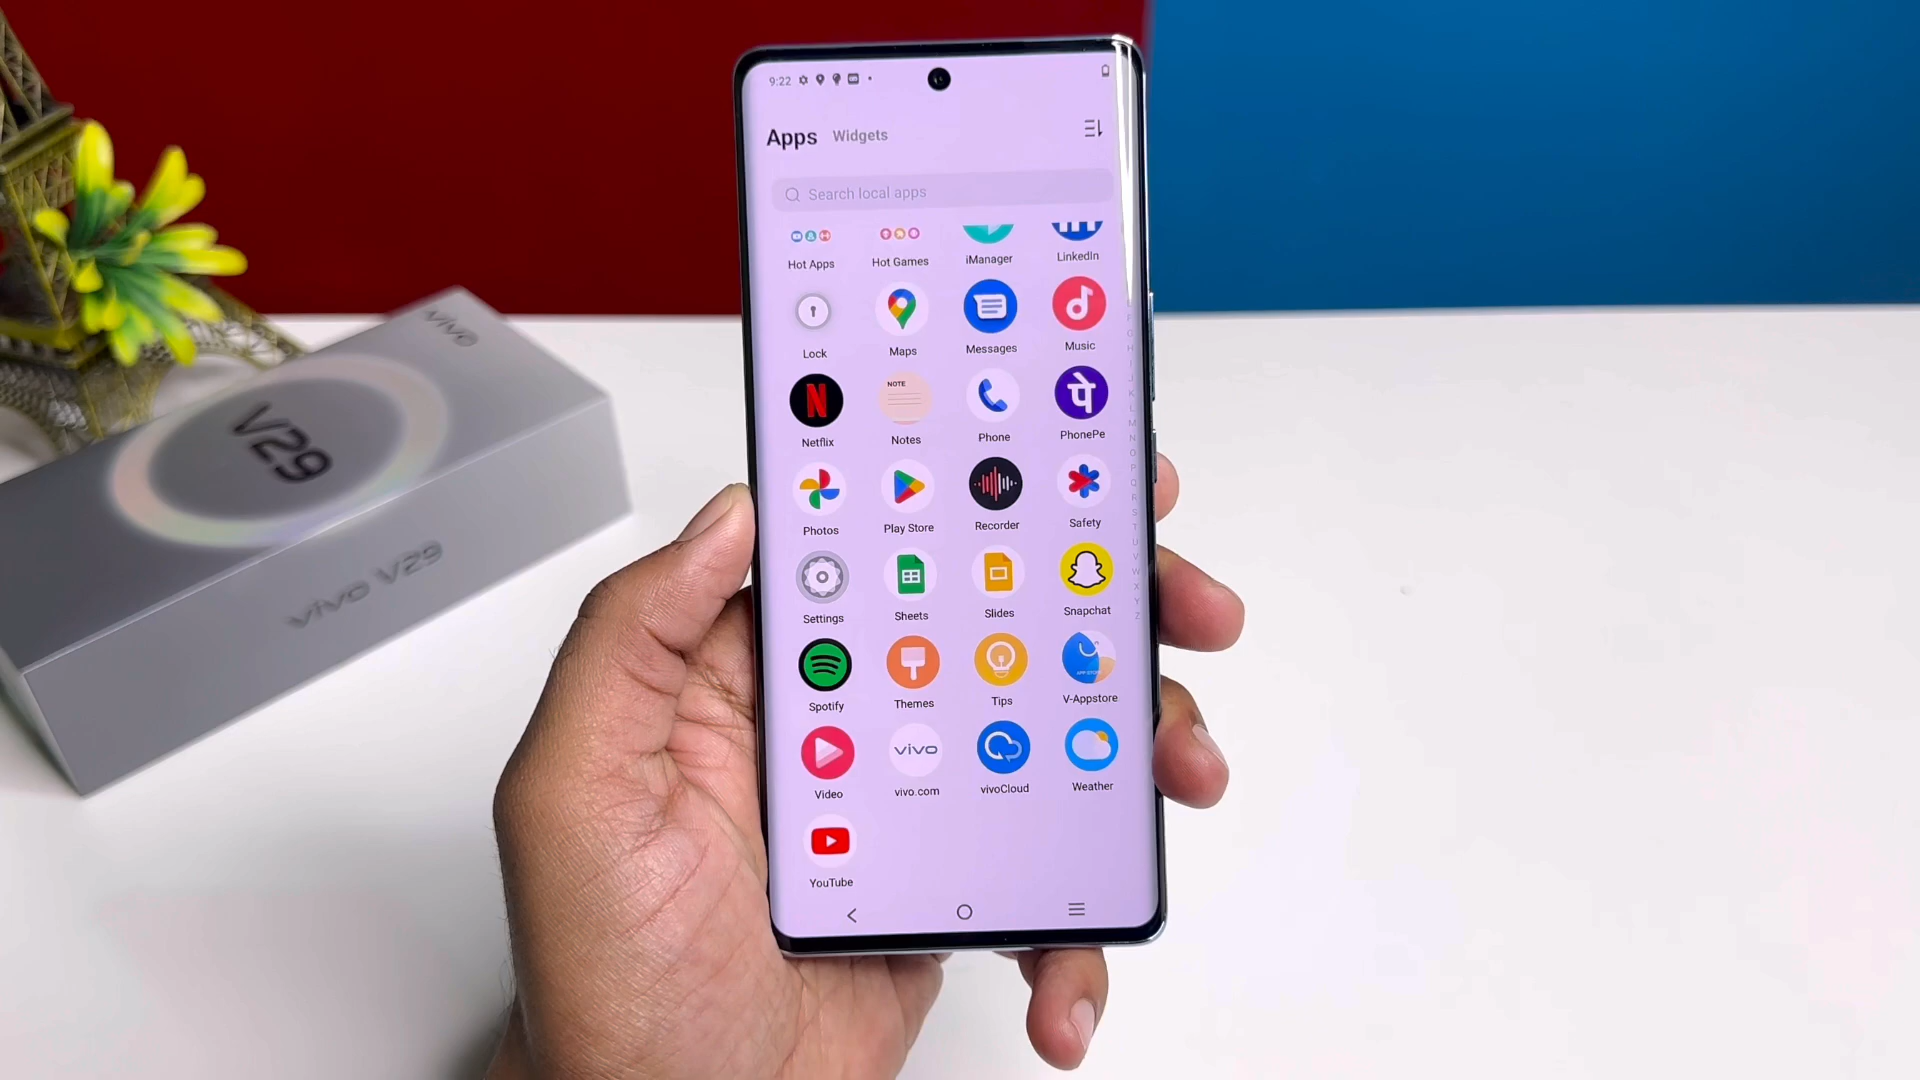 9:22
Apps Widgets
Search local apps
Hot Apps Hot Games iManager LinkedIn
Lock Maps Messages Music
NOTE
पे
Netflix Notes Phone PhonePe
Photos Play Store Recorder Safety
Settings Sheets Slides Snapchat
Spotify Themes Tips V-Appstore
vivo
Video vivo.com vivoCloud Weather
YouTube
vivo
V29
vivo V29